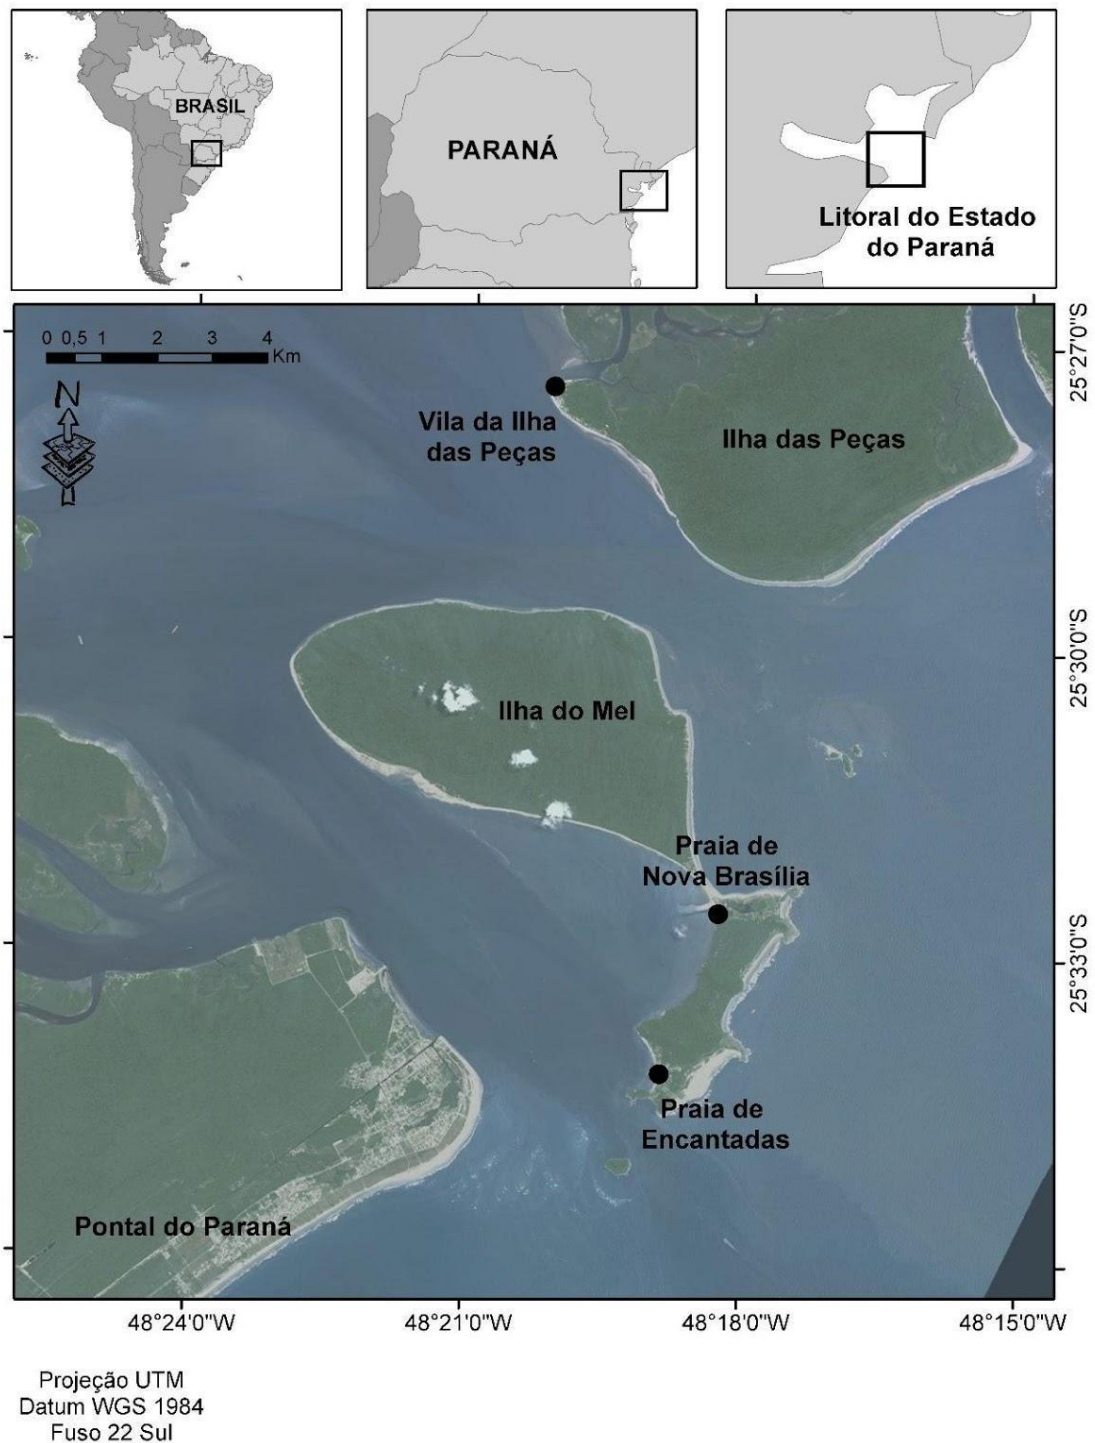 BRASIL
PARANÁ
Litoral do Estado
do Paraná
0 0,5 1 2 3 4
Km
N
Vila da Ilha
das Peças
Ilha das Peças
Ilha do Mel
Praia de
Nova Brasília
Praia de
Encantadas
Pontal do Paraná
25°27'0"S
25°30'0"S
25°33'0"S
48°24'0"W
48°21'0"W
48°18'0"W
48°15'0"W
Projeção UTM
Datum WGS 1984
Fuso 22 Sul